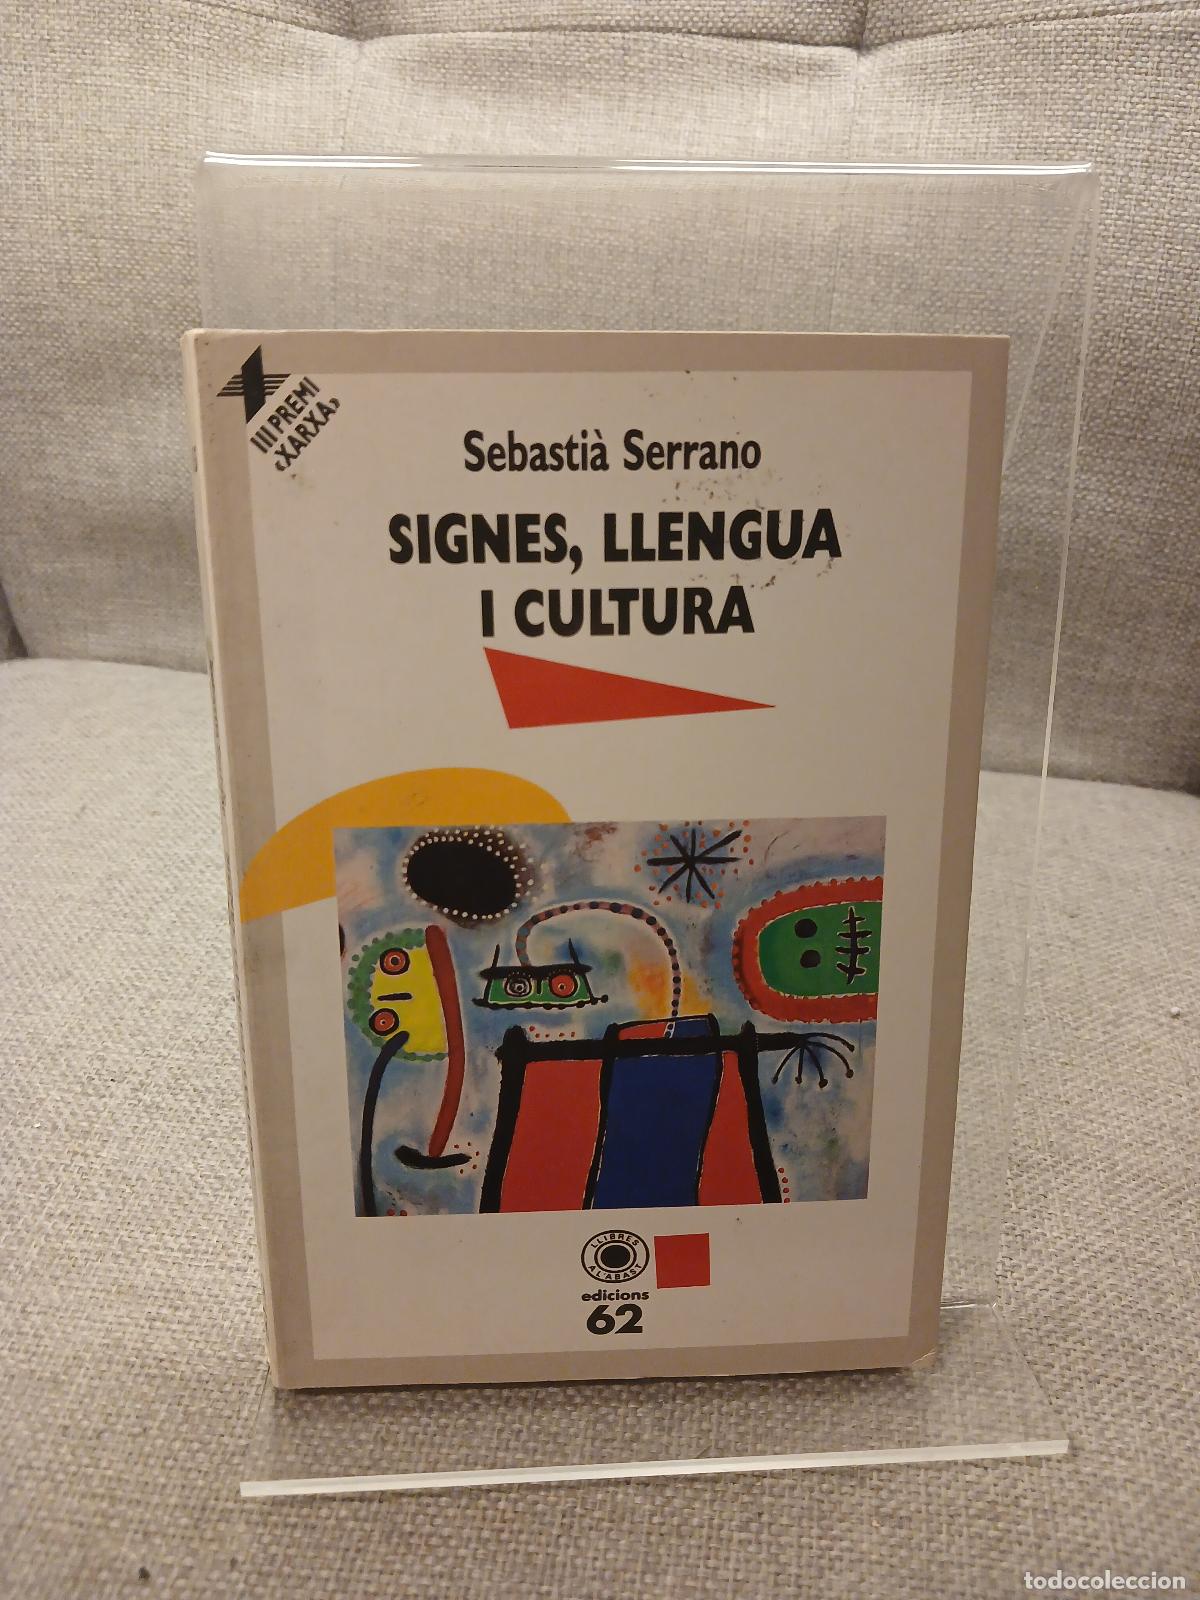 III PREMI
«XARXA»
Sebastià Serrano
SIGNES, LLENGUA
I CULTURA
LLIBRES
A L'ABAST
edicions
62
todocoleccion